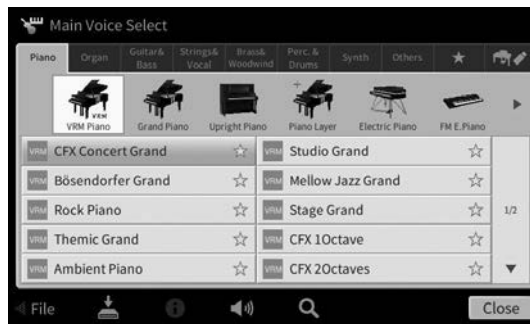 Main Voice Select
Piano
Organ
Guitar&
Bass
Strings&
Vocal
Brass&
Woodwind
Perc. &
Drums
Synth
Others
VRM
VRM Piano
Grand Piano
Upright Piano
Piano Layer
Electric Piano
FM E.Piano
VRM CFX Concert Grand
VRM Studio Grand
VRM Bösendorfer Grand
VRM Mellow Jazz Grand
VRM Rock Piano
VRM Stage Grand
VRM Themic Grand
VRM CFX 1Octave
VRM Ambient Piano
VRM CFX 2Octaves
1/2
File
Close